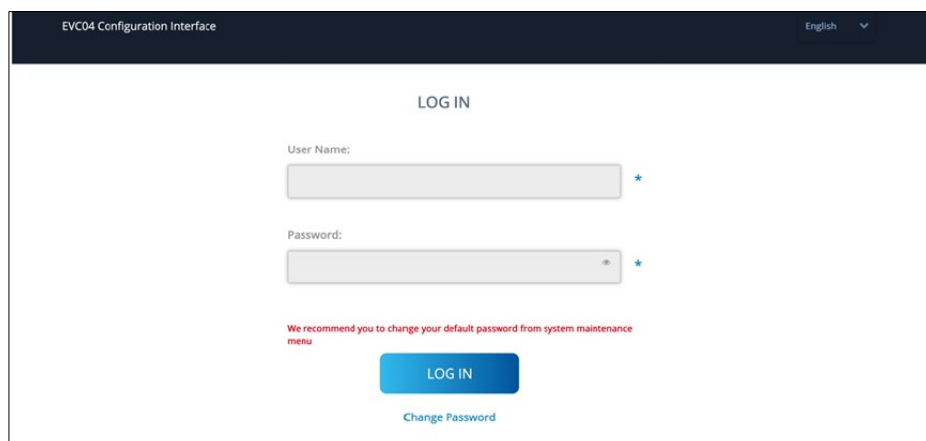 EVC04 Configuration Interface
English
LOG IN
User Name:
*
Password:
*
We recommend you to change your default password from system maintenance
menu
LOG IN
Change Password